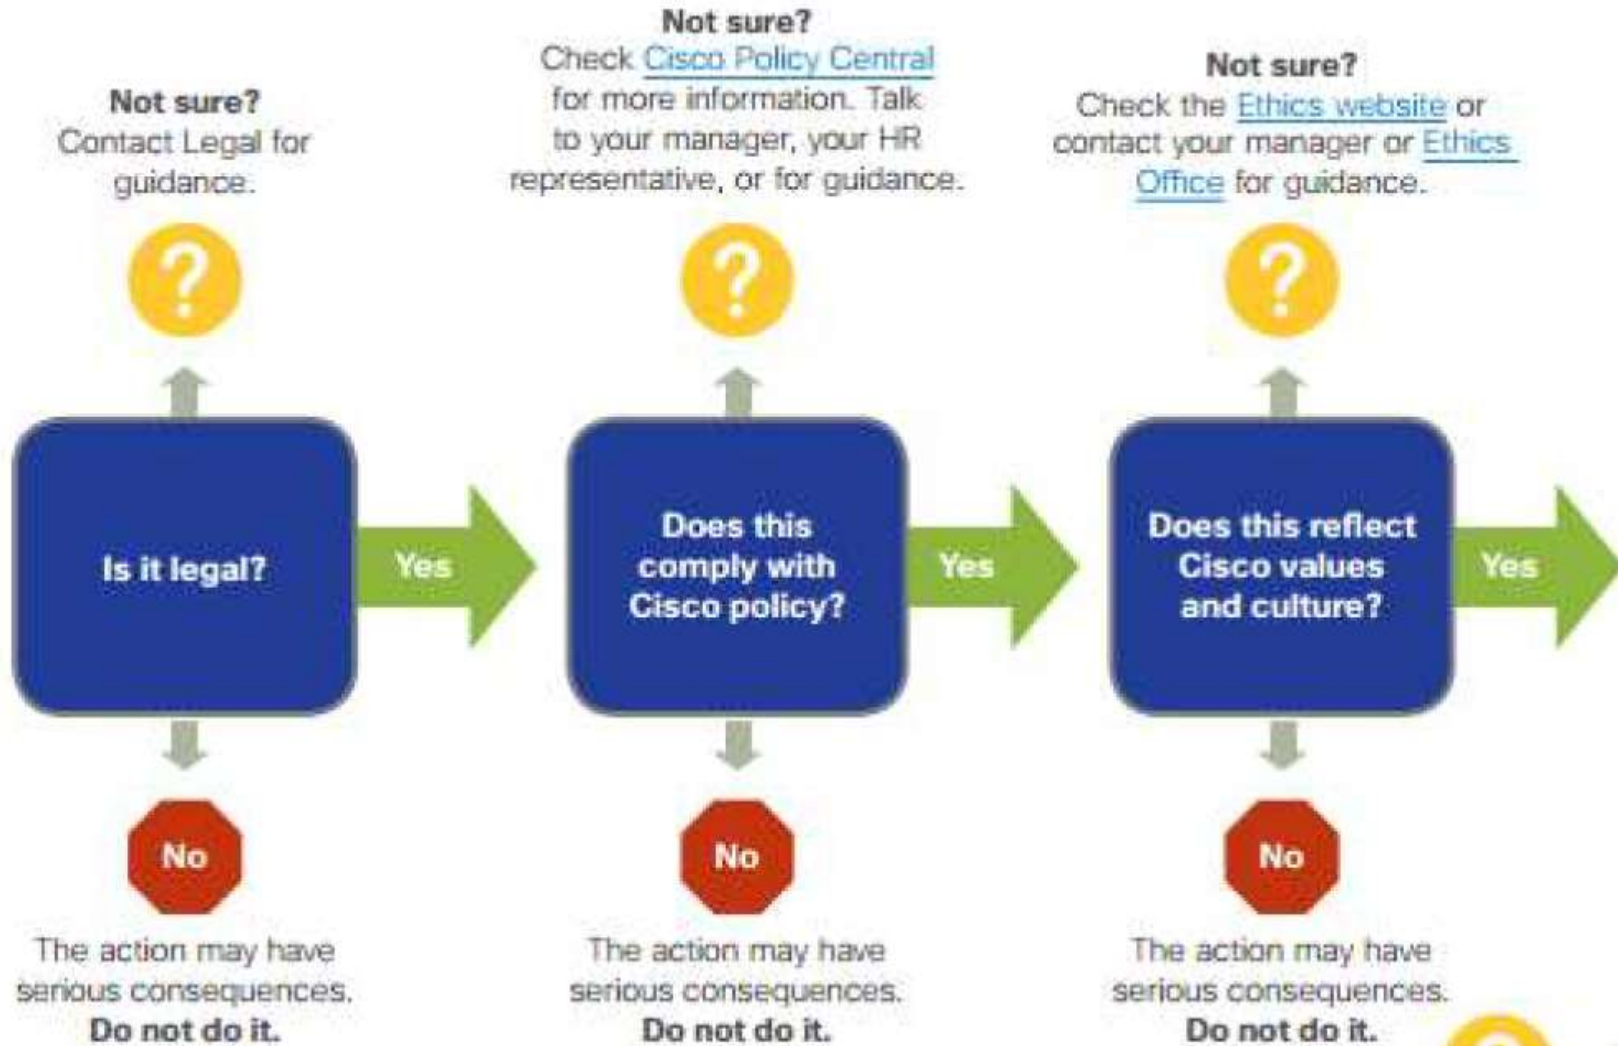 Not sure?
Contact Legal for
guidance.
Not sure?
Check Cisco Policy Central
for more information. Talk
to your manager, your HR
representative, or for guidance.
Not sure?
Check the Ethics website or
contact your manager or Ethics
Office for guidance.
?
?
?
Is it legal?
Yes
Does this
comply with
Cisco policy?
Yes
Does this reflect
Cisco values
and culture?
Yes
No
No
No
The action may have
serious consequences.
Do not do it.
The action may have
serious consequences.
Do not do it.
The action may have
serious consequences.
Do not do it.